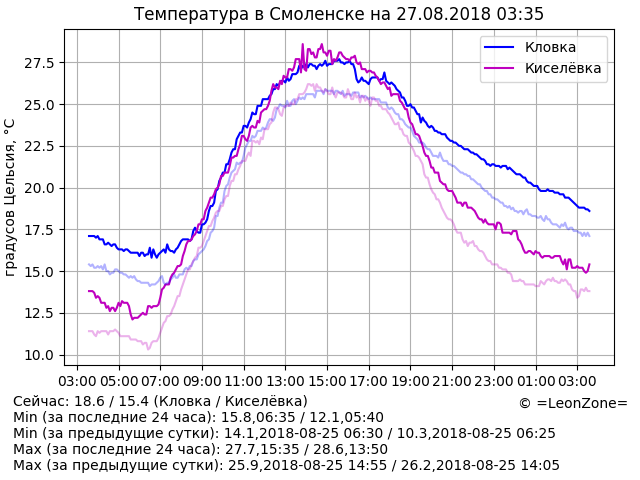 Температура в Смоленске на 27.08.2018 03:35
градусов Цельсия, °C
27.5
25.0
22.5
20.0
17.5
15.0
12.5
10.0
Кловка
Киселёвка
03:00 05:00 07:00 09:00 11:00 13:00 15:00 17:00 19:00 21:00 23:00 01:00 03:00
Сейчас: 18.6 / 15.4 (Кловка / Киселёвка)
© =LeonZone=
Min (за последние 24 часа): 15.8,06:35 / 12.1,05:40
Min (за предыдущие сутки): 14.1,2018-08-25 06:30 / 10.3,2018-08-25 06:25
Max (за последние 24 часа): 27.7,15:35 / 28.6,13:50
Max (за предыдущие сутки): 25.9,2018-08-25 14:55 / 26.2,2018-08-25 14:05